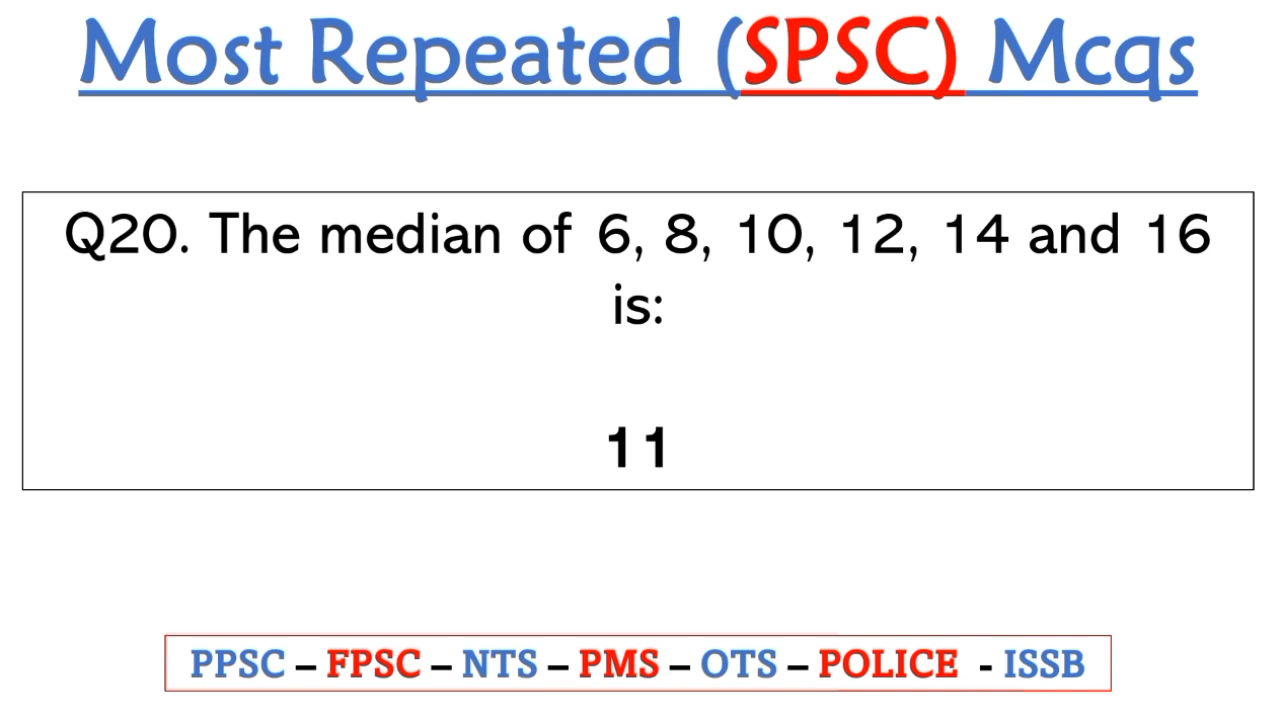 Most Repeated (SPSC) Mcqs
Q20. The median of 6, 8, 10, 12, 14 and 16
is:
11
PPSC – FPSC – NTS – PMS – OTS – POLICE - ISSB